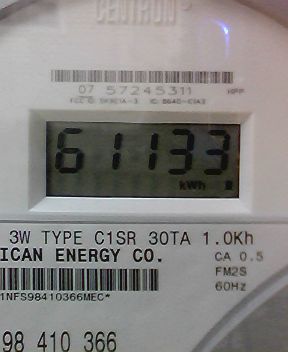 CENTRON
07 57245311
61133
kWh
3W TYPE C1SR 30TA 1.0Kh
ICAN ENERGY CO.
CA 0.5
FM2S
60Hz
1NFS98410366MEC*
98 410 366